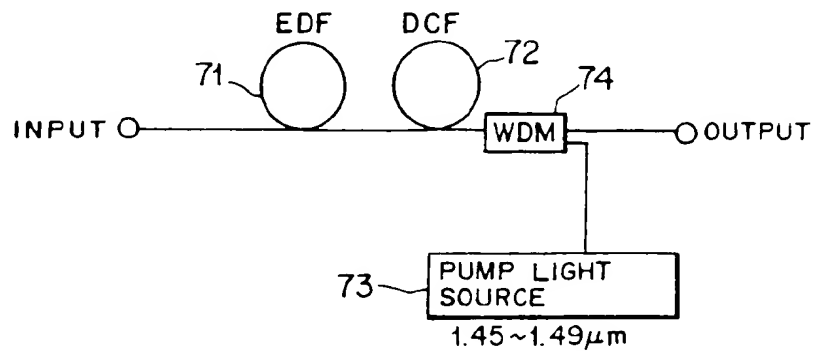 EDF
DCF
71
72
74
INPUT
WDM
OUTPUT
73
PUMP LIGHT
SOURCE
1.45~1.49μm